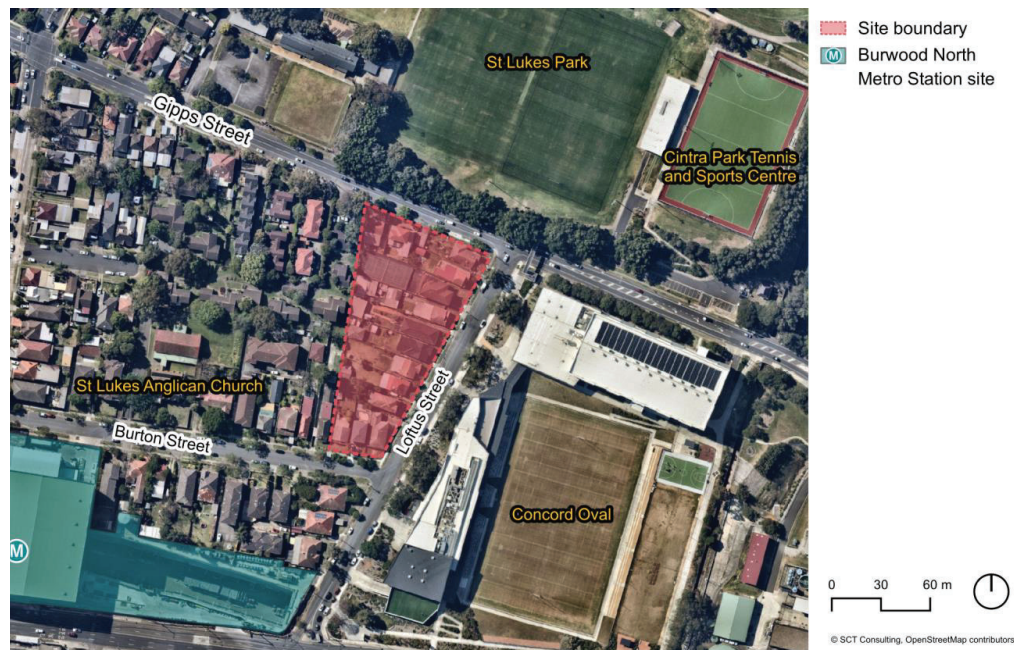 St Lukes Park
Gipps Street
Cintra Park Tennis
and Sports Centre
St Lukes Anglican Church
Loftus Street
Burton Street
Concord Oval
M
Site boundary
M
Burwood North
Metro Station site
0 30 60 m
© SCT Consulting, OpenStreetMap contributors